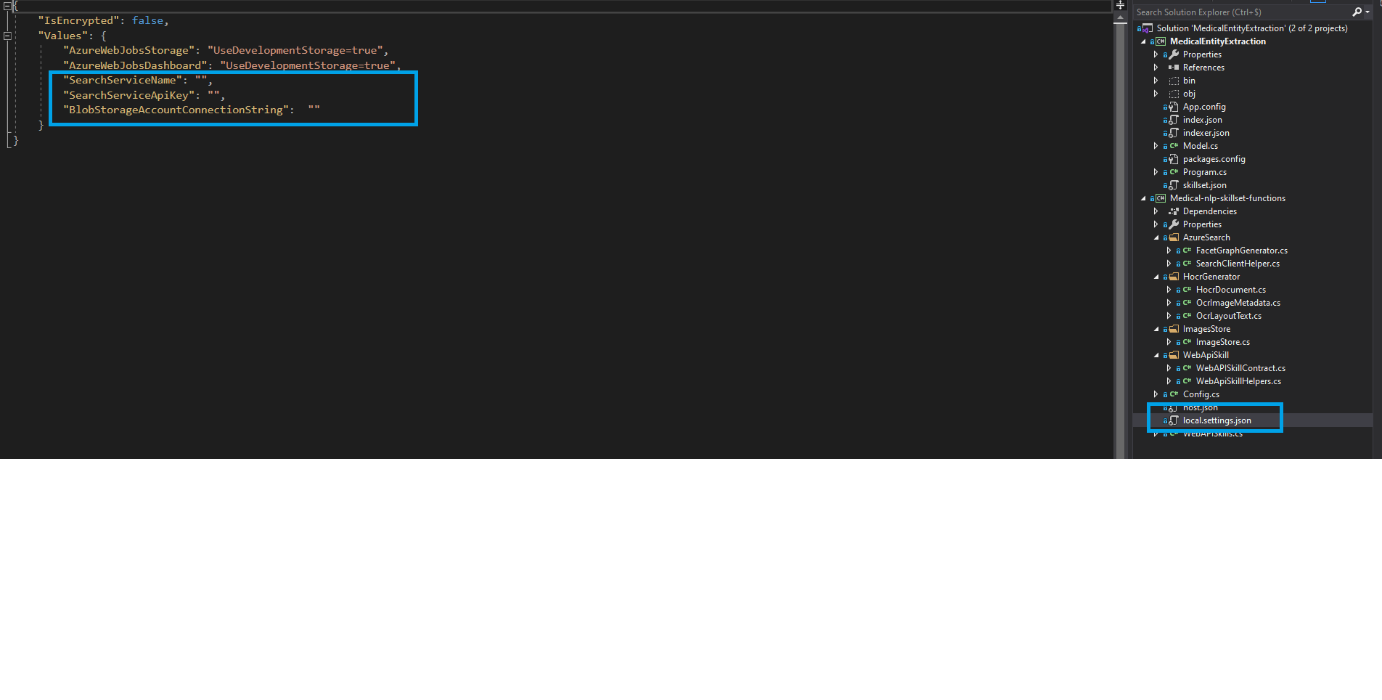 {
"IsEncrypted": false,
"Values": {
"AzureWebJobsStorage": "UseDevelopmentStorage=true",
"AzureWebJobsDashboard": "UseDevelopmentStorage=true",
"SearchServiceName": "",
"SearchServiceApiKey": "",
"BlobStorageAccountConnectionString": ""
}
}
Search Solution Explorer (Ctrl+$)
Solution 'MedicalEntityExtraction' (2 of 2 projects)
MedicalEntityExtraction
Properties
References
bin
obj
App.config
index.json
indexer.json
C# Model.cs
packages.config
C# Program.cs
skillset.json
Medical-nlp-skillset-functions
Dependencies
Properties
AzureSearch
C# FacetGraphGenerator.cs
C# SearchClientHelper.cs
HocrGenerator
C# HocrDocument.cs
C# OcrImageMetadata.cs
C# OcrLayoutText.cs
ImagesStore
C# ImageStore.cs
WebApiSkill
C# WebAPISkillContract.cs
C# WebApiSkillHelpers.cs
C# Config.cs
host.json
local.settings.json
C# WebAPISkills.cs